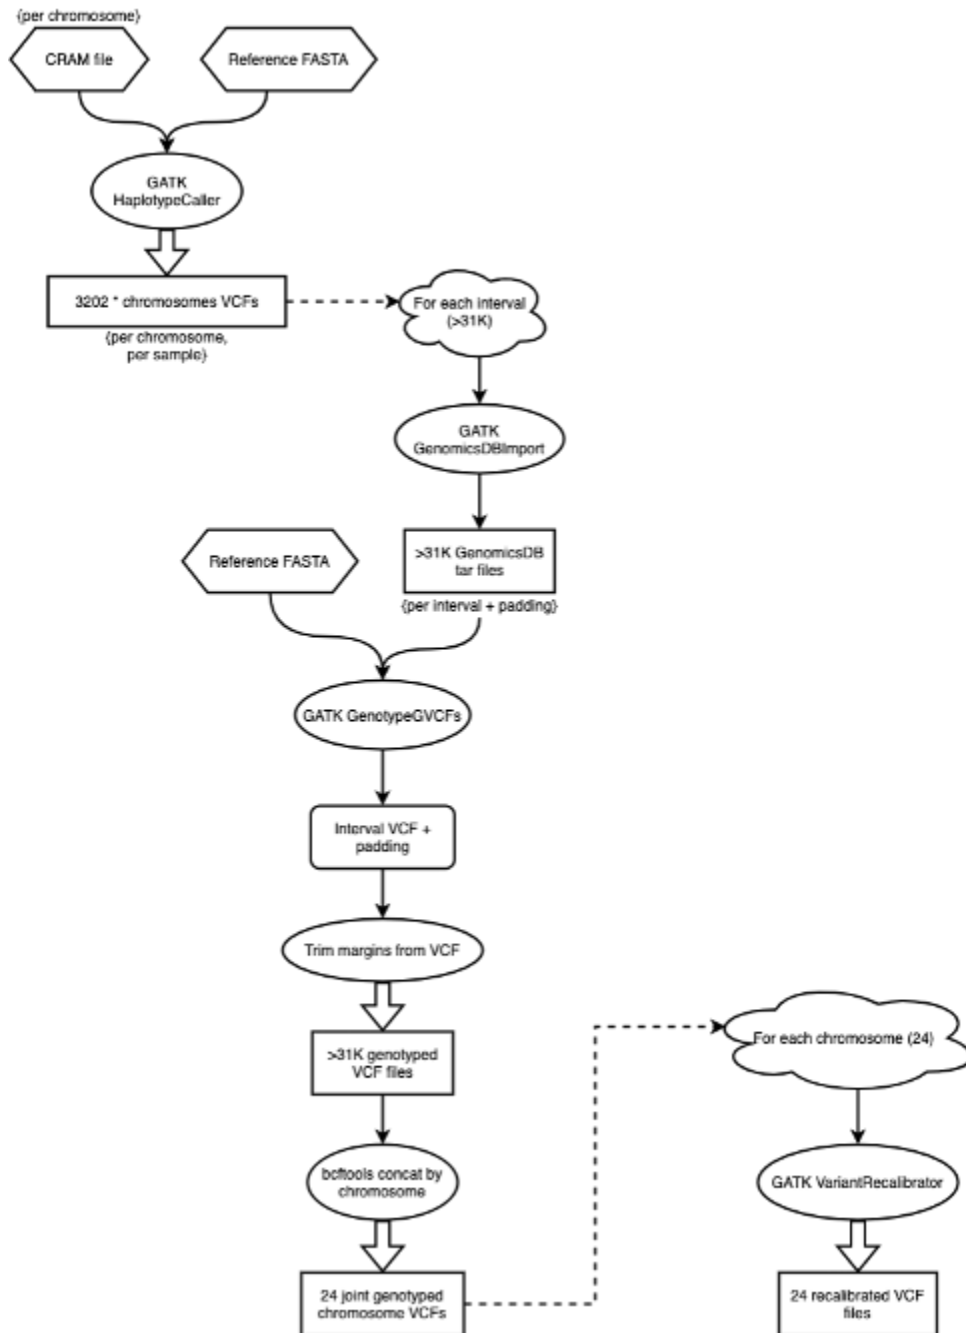 {per chromosome}
CRAM file
Reference FASTA
GATK
HaplotypeCaller
3202 * chromosomes VCFs
{per chromosome,
per sample}
For each interval
(>31K)
GATK
GenomicsDBImport
>31K GenomicsDB
tar files
{per interval + padding}
Reference FASTA
GATK GenotypeGVCFs
Interval VCF +
padding
Trim margins from VCF
>31K genotyped
VCF files
bcftools concat by
chromosome
24 joint genotyped
chromosome VCFs
For each chromosome (24)
GATK VariantRecalibrator
24 recalibrated VCF
files